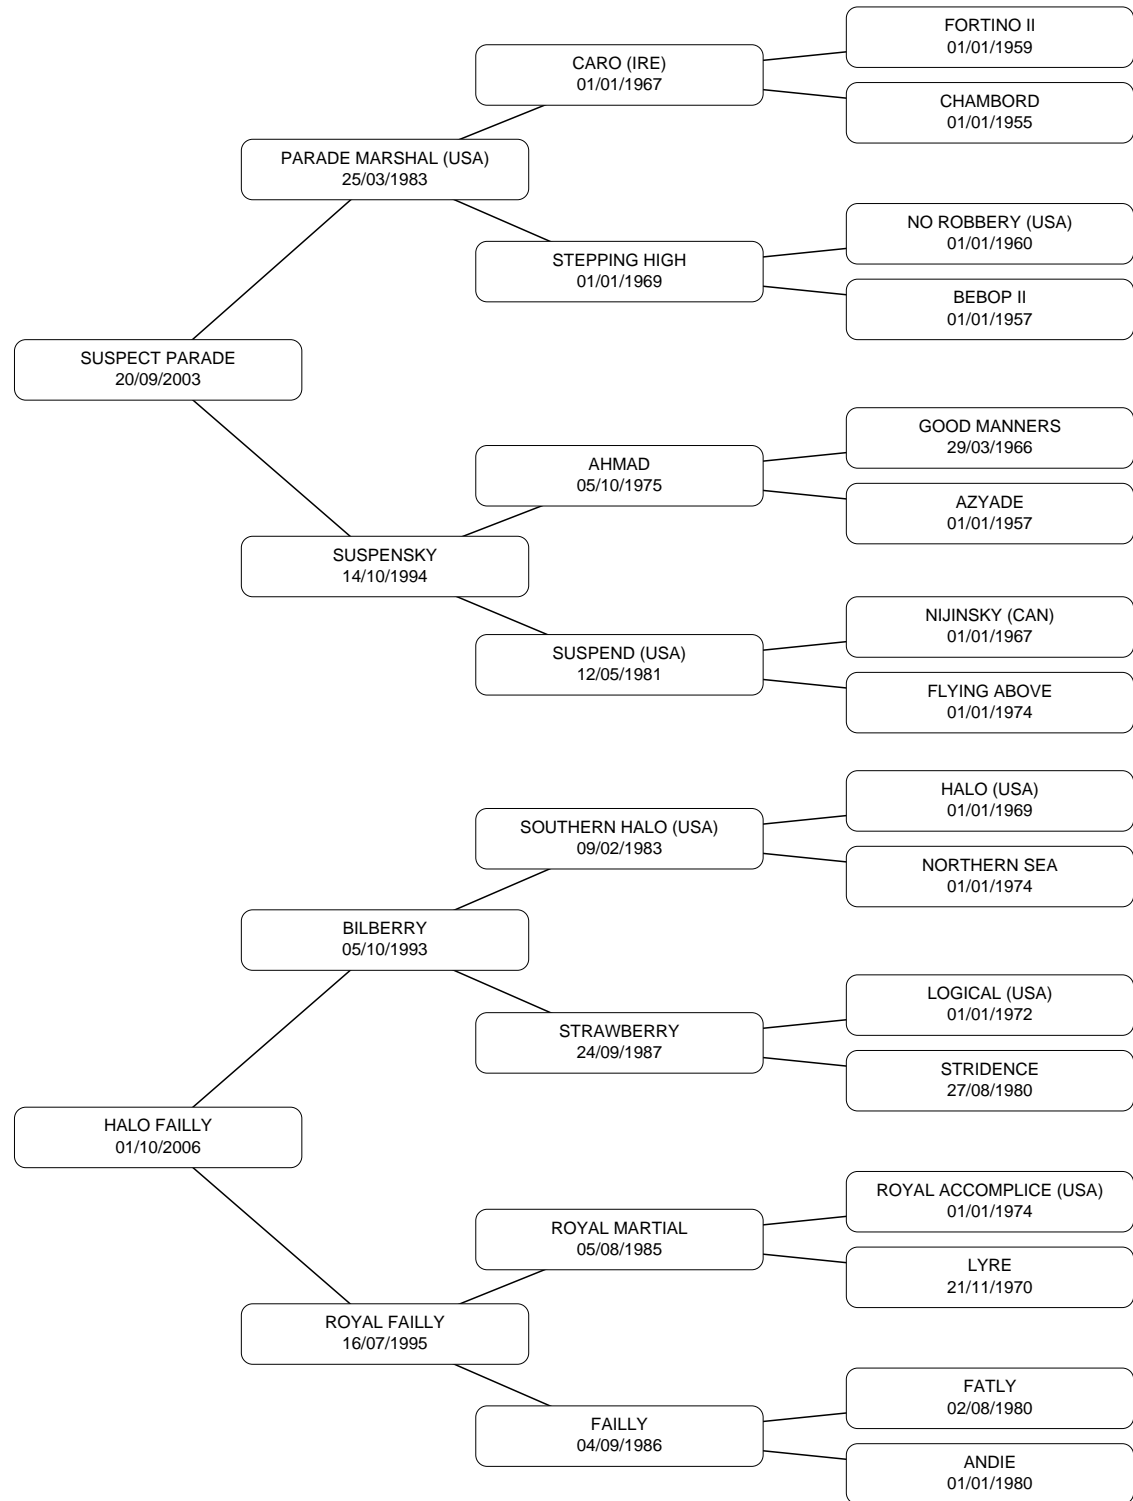 FORTINO II
01/01/1959
CARO (IRE)
01/01/1967
CHAMBORD
01/01/1955
PARADE MARSHAL (USA)
25/03/1983
NO ROBBERY (USA)
01/01/1960
STEPPING HIGH
01/01/1969
BEBOP II
01/01/1957
SUSPECT PARADE
20/09/2003
GOOD MANNERS
29/03/1966
AHMAD
05/10/1975
AZYADE
01/01/1957
SUSPENSKY
14/10/1994
NIJINSKY (CAN)
01/01/1967
SUSPEND (USA)
12/05/1981
FLYING ABOVE
01/01/1974
HALO (USA)
01/01/1969
SOUTHERN HALO (USA)
09/02/1983
NORTHERN SEA
01/01/1974
BILBERRY
05/10/1993
LOGICAL (USA)
01/01/1972
STRAWBERRY
24/09/1987
STRIDENCE
27/08/1980
HALO FAILLY
01/10/2006
ROYAL ACCOMPLICE (USA)
01/01/1974
ROYAL MARTIAL
05/08/1985
LYRE
21/11/1970
ROYAL FAILLY
16/07/1995
FATLY
02/08/1980
FAILLY
04/09/1986
ANDIE
01/01/1980